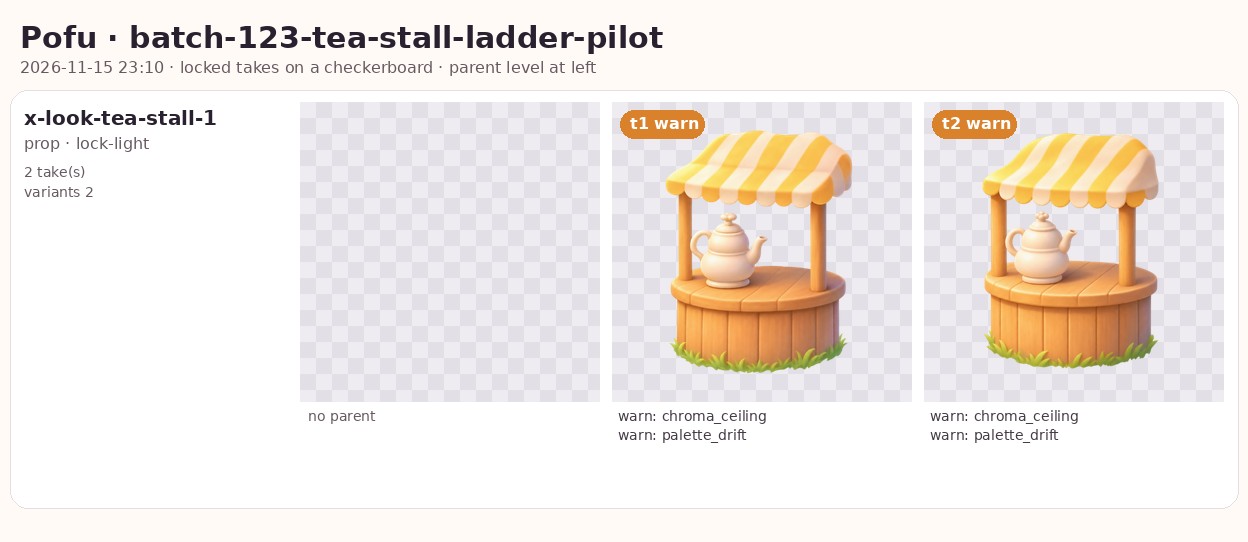 Pofu · batch-123-tea-stall-ladder-pilot
2026-11-15 23:10 · locked takes on a checkerboard · parent level at left
x-look-tea-stall-1
prop · lock-light
2 take(s)
variants 2
no parent
t1 warn
warn: chroma_ceiling
warn: palette_drift
t2 warn
warn: chroma_ceiling
warn: palette_drift